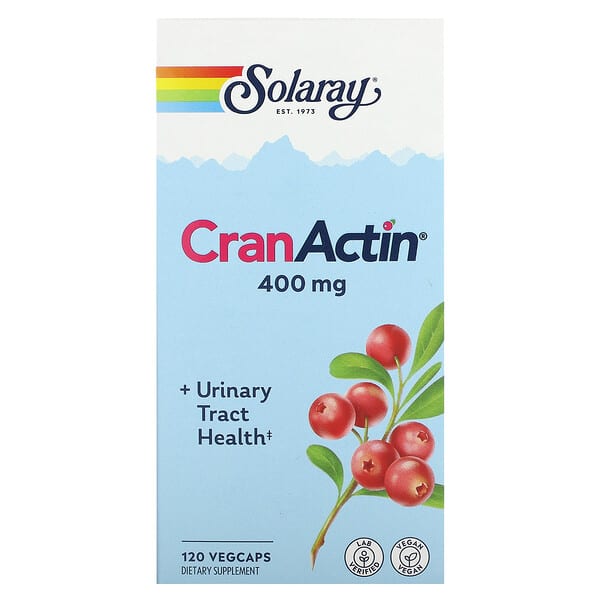 Solaray®
EST. 1973
CranActin®
400 mg
+ Urinary
Tract
Health‡
120 VEGCAPS
DIETARY SUPPLEMENT
LAB
VERIFIED
VEGAN
VEGAN